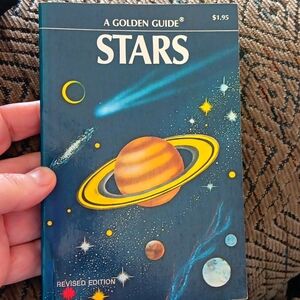 A GOLDEN GUIDE®
$1.95
STARS
REVISED EDITION